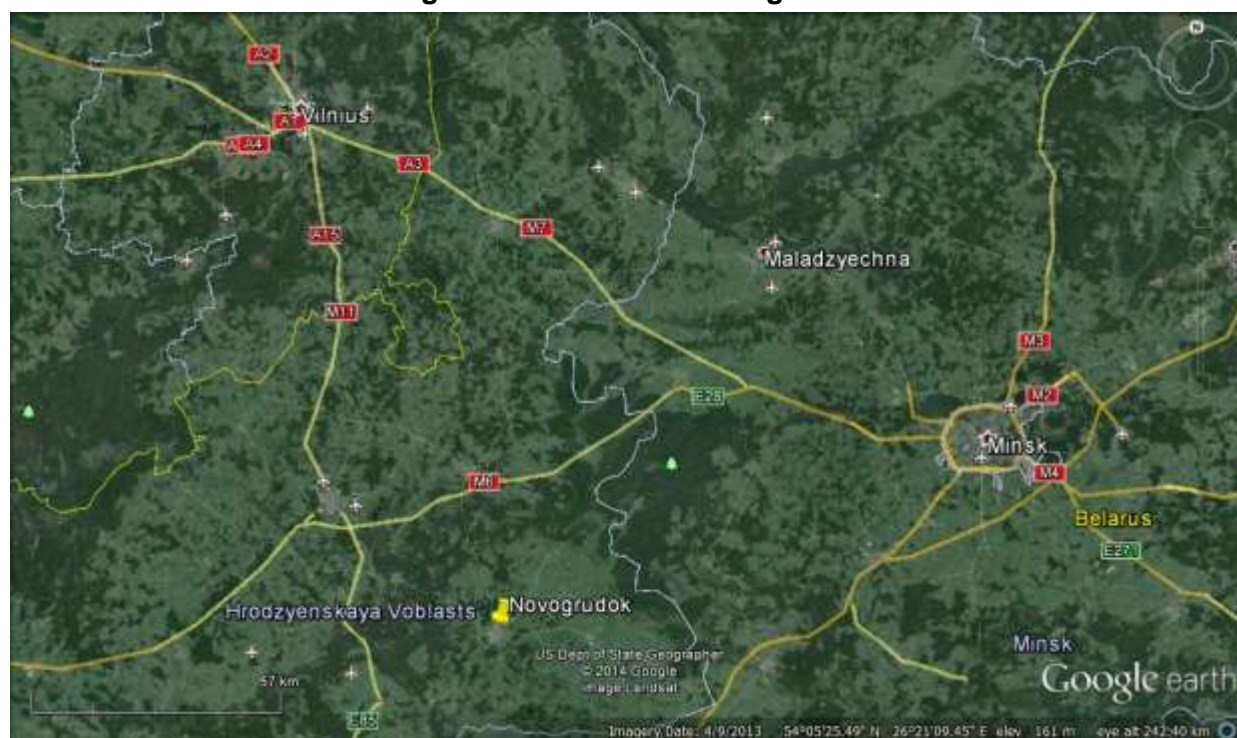 A2
Vilnius
A1
A4
A3
A15
M7
Maladzyechna
M11
M3
E28
M2
Minsk
M6
M4
Belarus
E27
Hrodzyenskaya Voblasts
Novogrudok
Minsk
US Dept of State Geographer
© 2014 Google
Image Landsat
Google earth
57 km
E85
Imagery Date: 4/9/2013 54°05'25.49" N 26°21'09.45" E elev 161 m eye alt 242.40 km